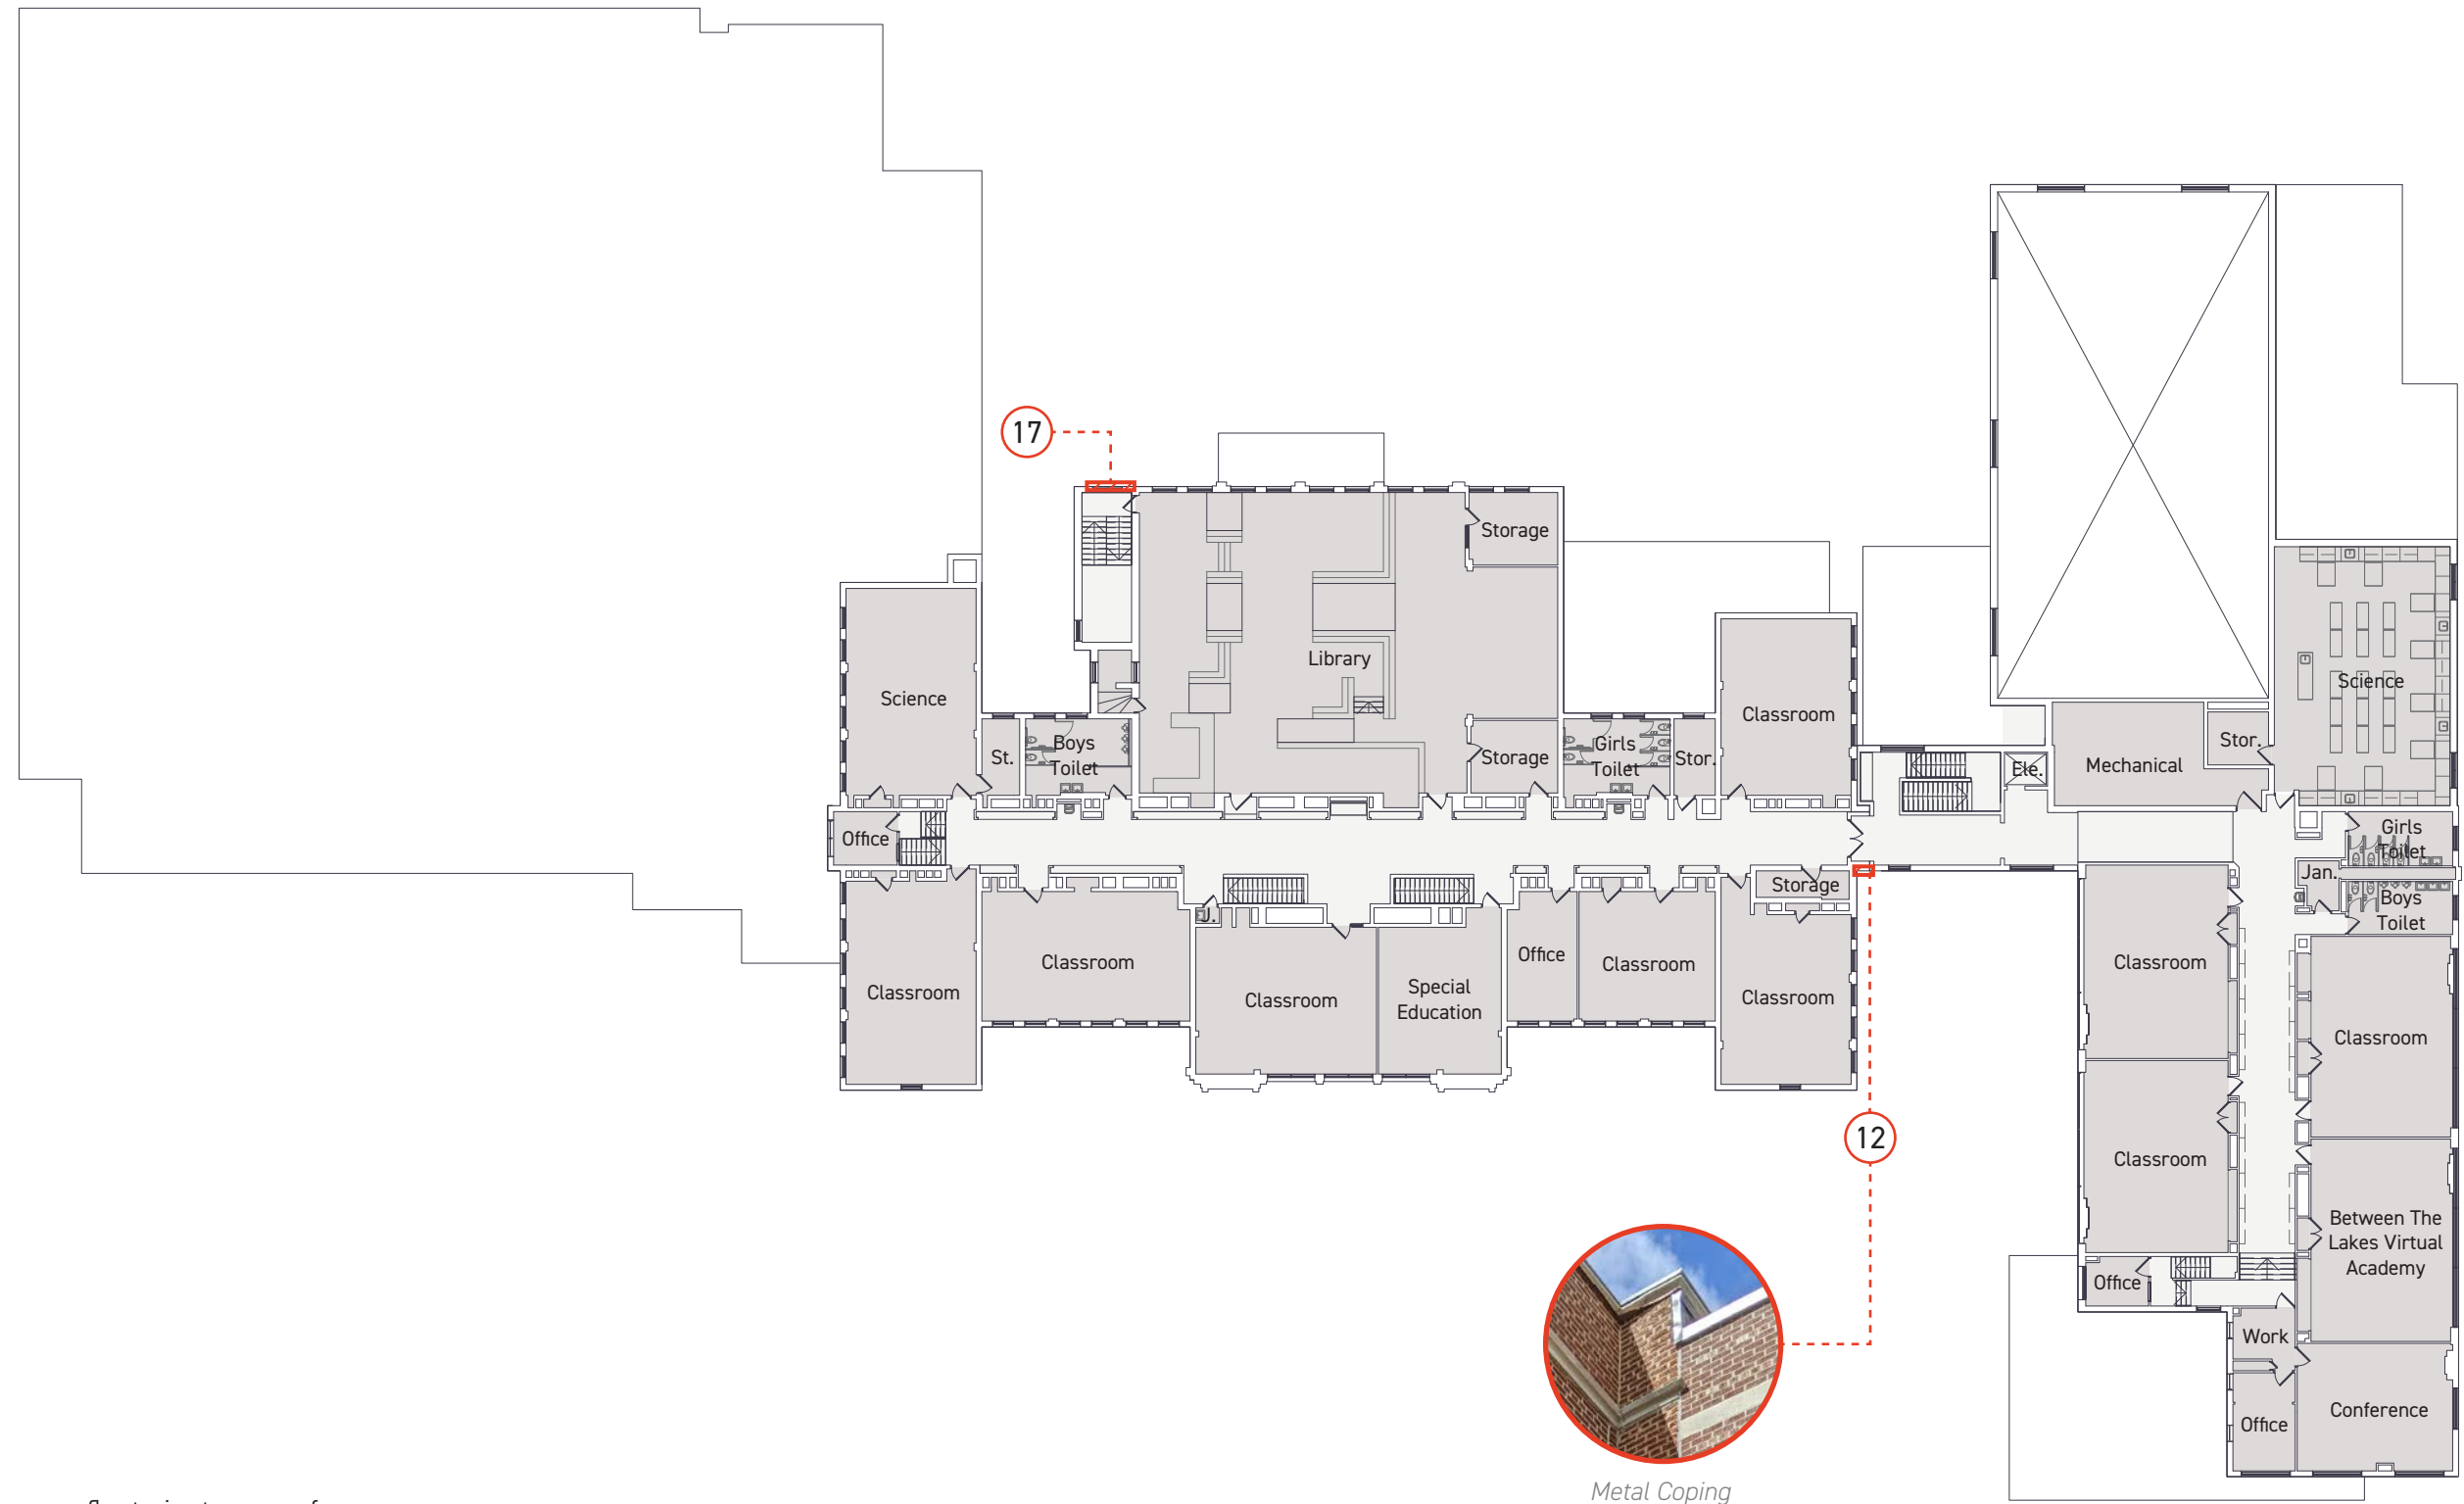 17
Storage
Library
Science
Classroom
Science
Boys
Toilet
St.
Storage
Girls
Toilet
Stor.
Stor.
Mechanical
Ele.
Office
Girls
Toilet
Jan.
Boys
Toilet
Storage
J.
Classroom
Classroom
Classroom
Special
Education
Office
Classroom
Classroom
Classroom
Classroom
12
Classroom
Between The
Lakes Virtual
Academy
Office
Work
Conference
Office
Metal Coping